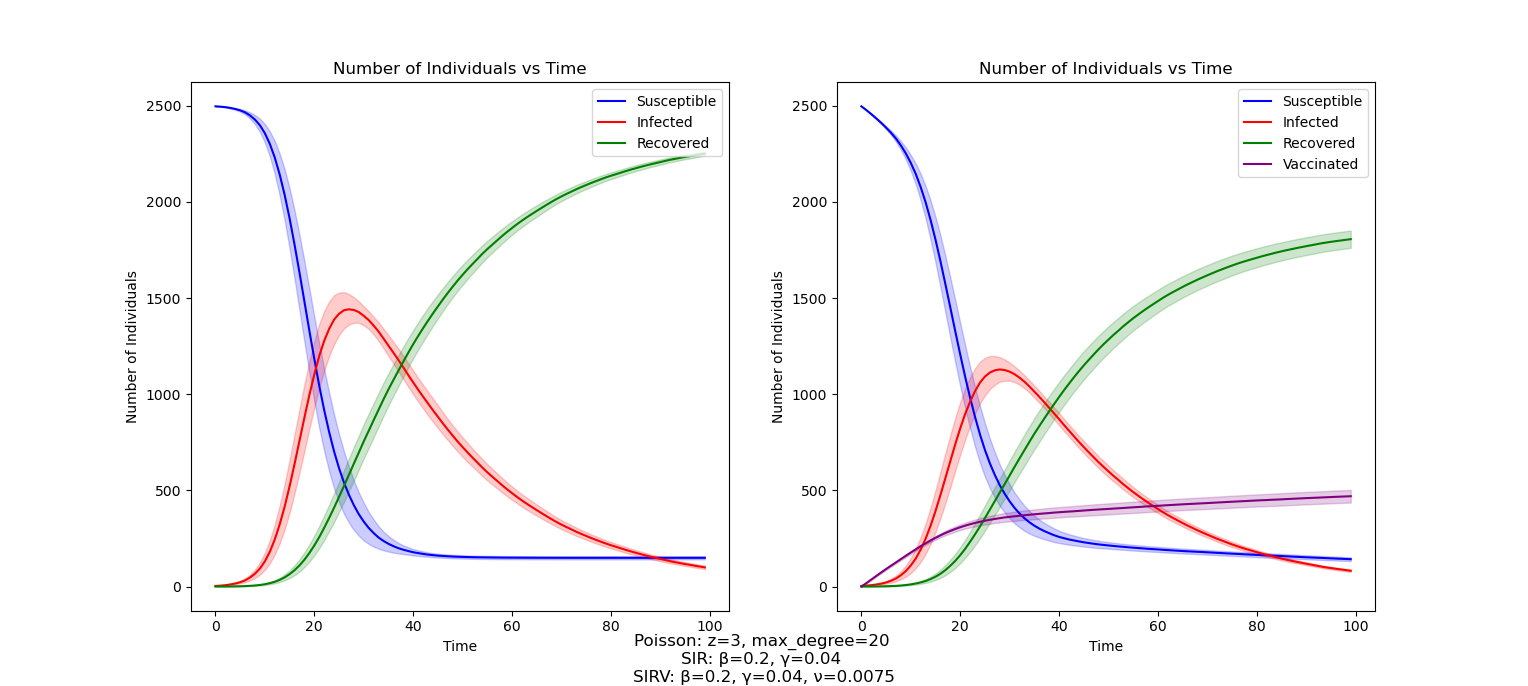 Number of Individuals vs Time
Number of Individuals
2500
2000
1500
1000
500
0
0 20 40 60 80 100
Time
Susceptible
Infected
Recovered
Number of Individuals vs Time
Number of Individuals
2500
2000
1500
1000
500
0
0 20 40 60 80 100
Time
Susceptible
Infected
Recovered
Vaccinated
Poisson: z=3, max_degree=20
SIR: β=0.2, γ=0.04
SIRV: β=0.2, γ=0.04, ν=0.0075